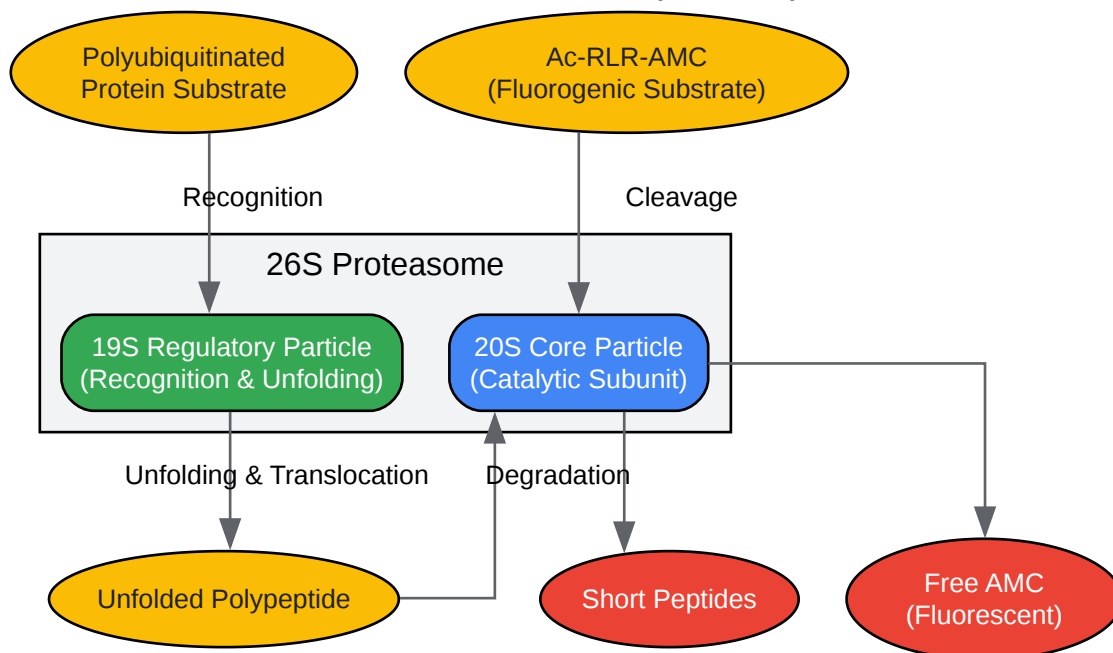 Polyubiquitinated
Protein Substrate
Ac-RLR-AMC
(Fluorogenic Substrate)
Recognition
Cleavage
26S Proteasome
19S Regulatory Particle
(Recognition & Unfolding)
20S Core Particle
(Catalytic Subunit)
Unfolding & Translocation
Degradation
Unfolded Polypeptide
Short Peptides
Free AMC
(Fluorescent)